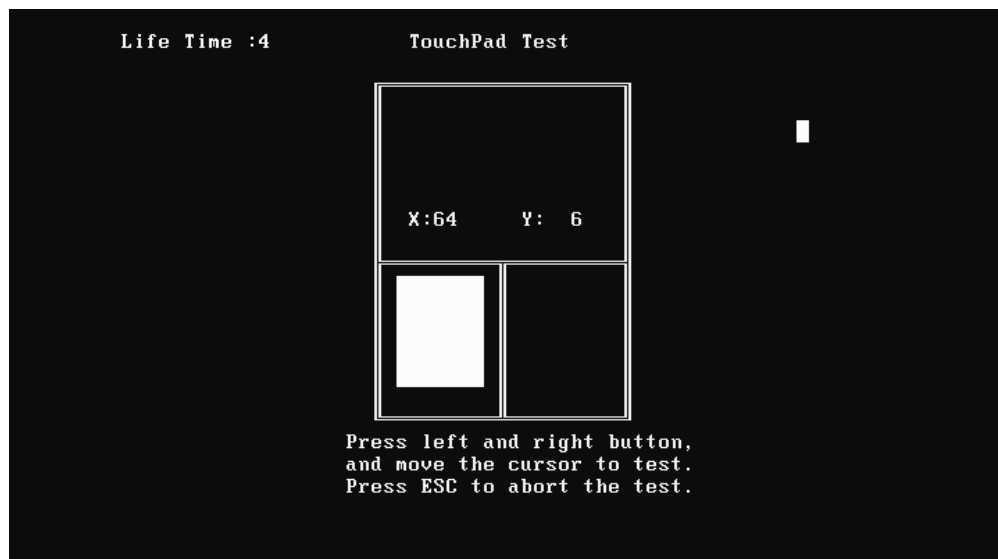 Life Time :4 TouchPad Test
X:64 Y: 6
Press left and right button,
and move the cursor to test.
Press ESC to abort the test.